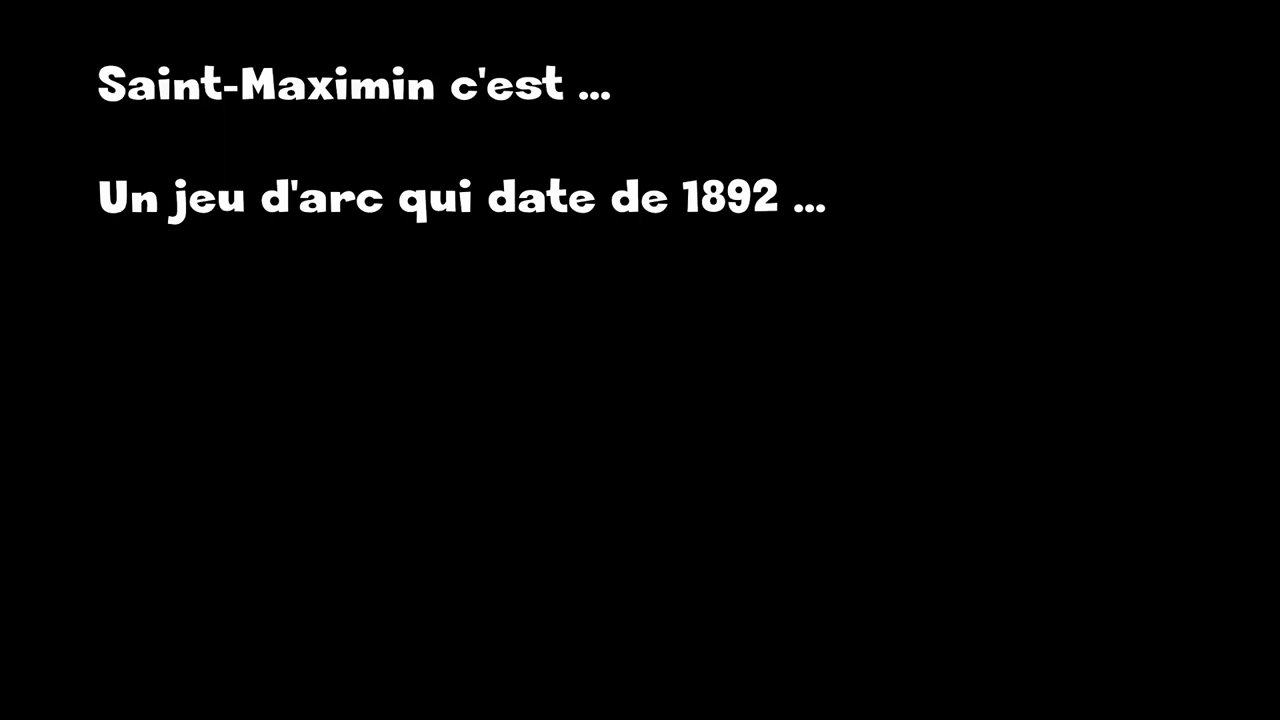 Saint-Maximin c'est ...
Un jeu d'arc qui date de 1892 ...